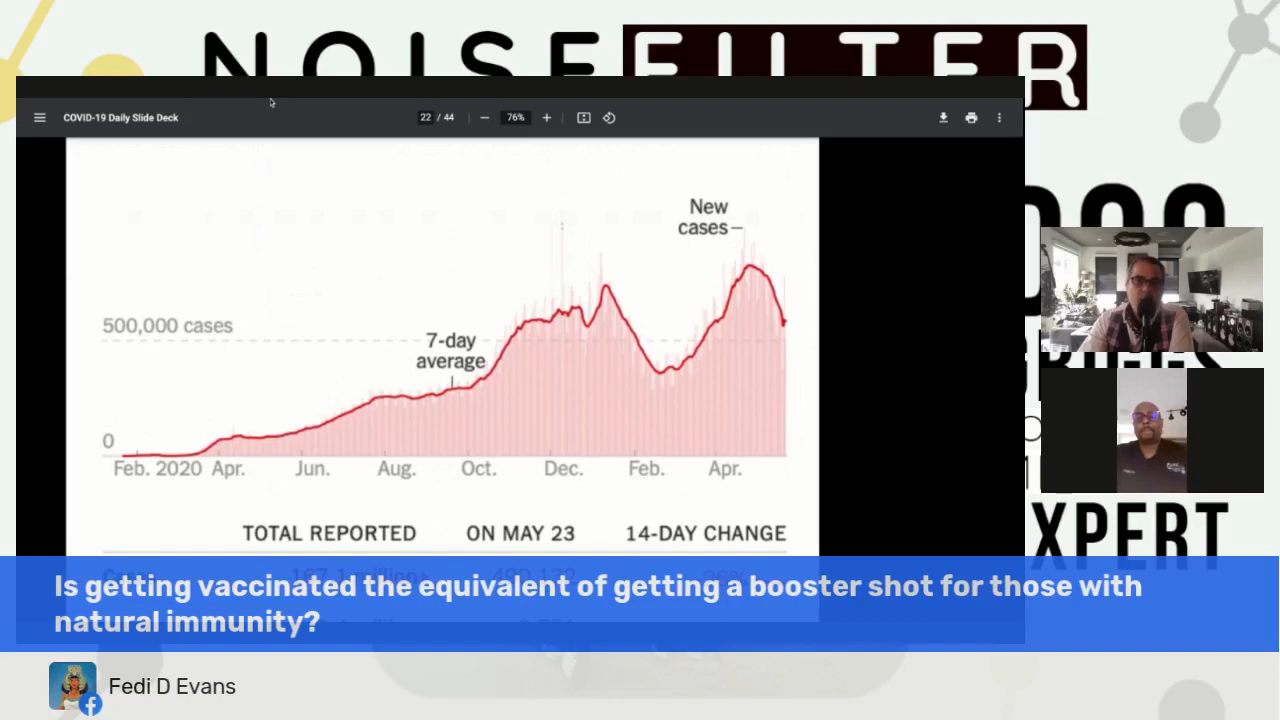 NOISEFILTER
COVID-19 Daily Slide Deck
22 / 44
76%
New
cases
500,000 cases
7-day
average
0
Feb. 2020 Apr. Jun. Aug. Oct. Dec. Feb. Apr.
TOTAL REPORTED ON MAY 23 14-DAY CHANGE
XPERT
Is getting vaccinated the equivalent of getting a booster shot for those with
natural immunity?
Fedi D Evans